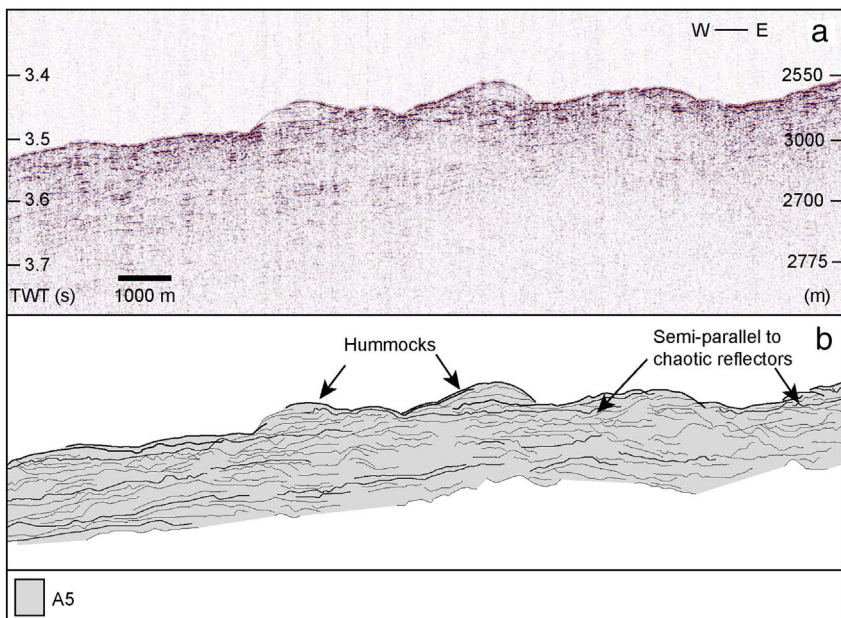 W — E a
3.4 2550
3.5 3000
3.6 2700
3.7 2775
TWT (s) 1000 m (m)
b
Hummocks
Semi-parallel to
chaotic reflectors
A5